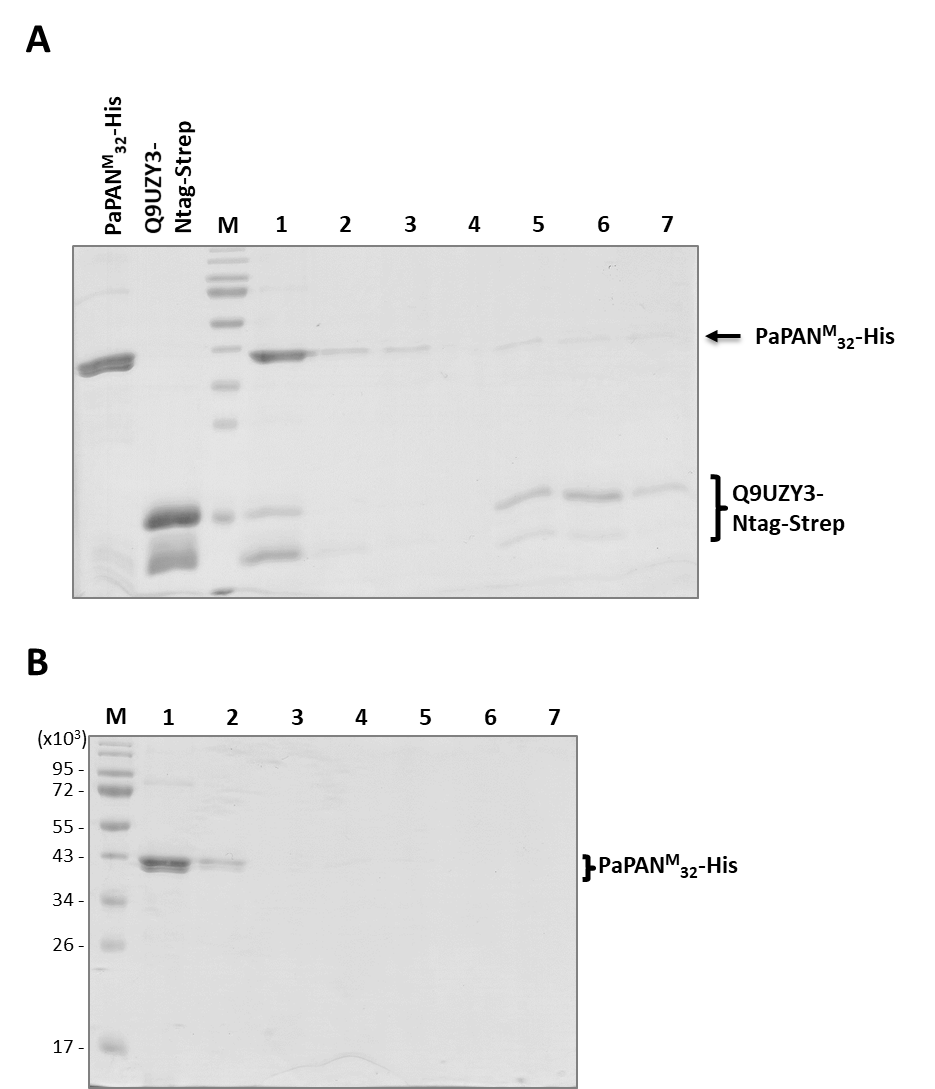 A
PaPANᴹ₃₂-His
Q9UZY3-
Ntag-Strep
M 1 2 3 4 5 6 7
PaPANᴹ₃₂-His
Q9UZY3-
Ntag-Strep
B
M 1 2 3 4 5 6 7
(x10³)
95 -
72 -
55 -
43 -
PaPANᴹ₃₂-His
34 -
26 -
17 -